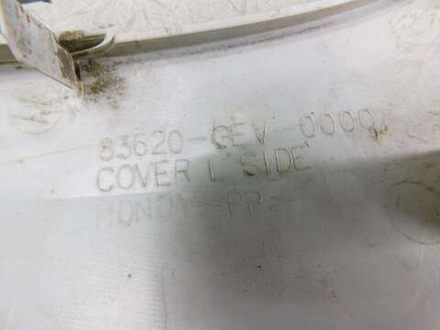 83620-GEV-0000
COVER L SIDE
HONDA >PP<